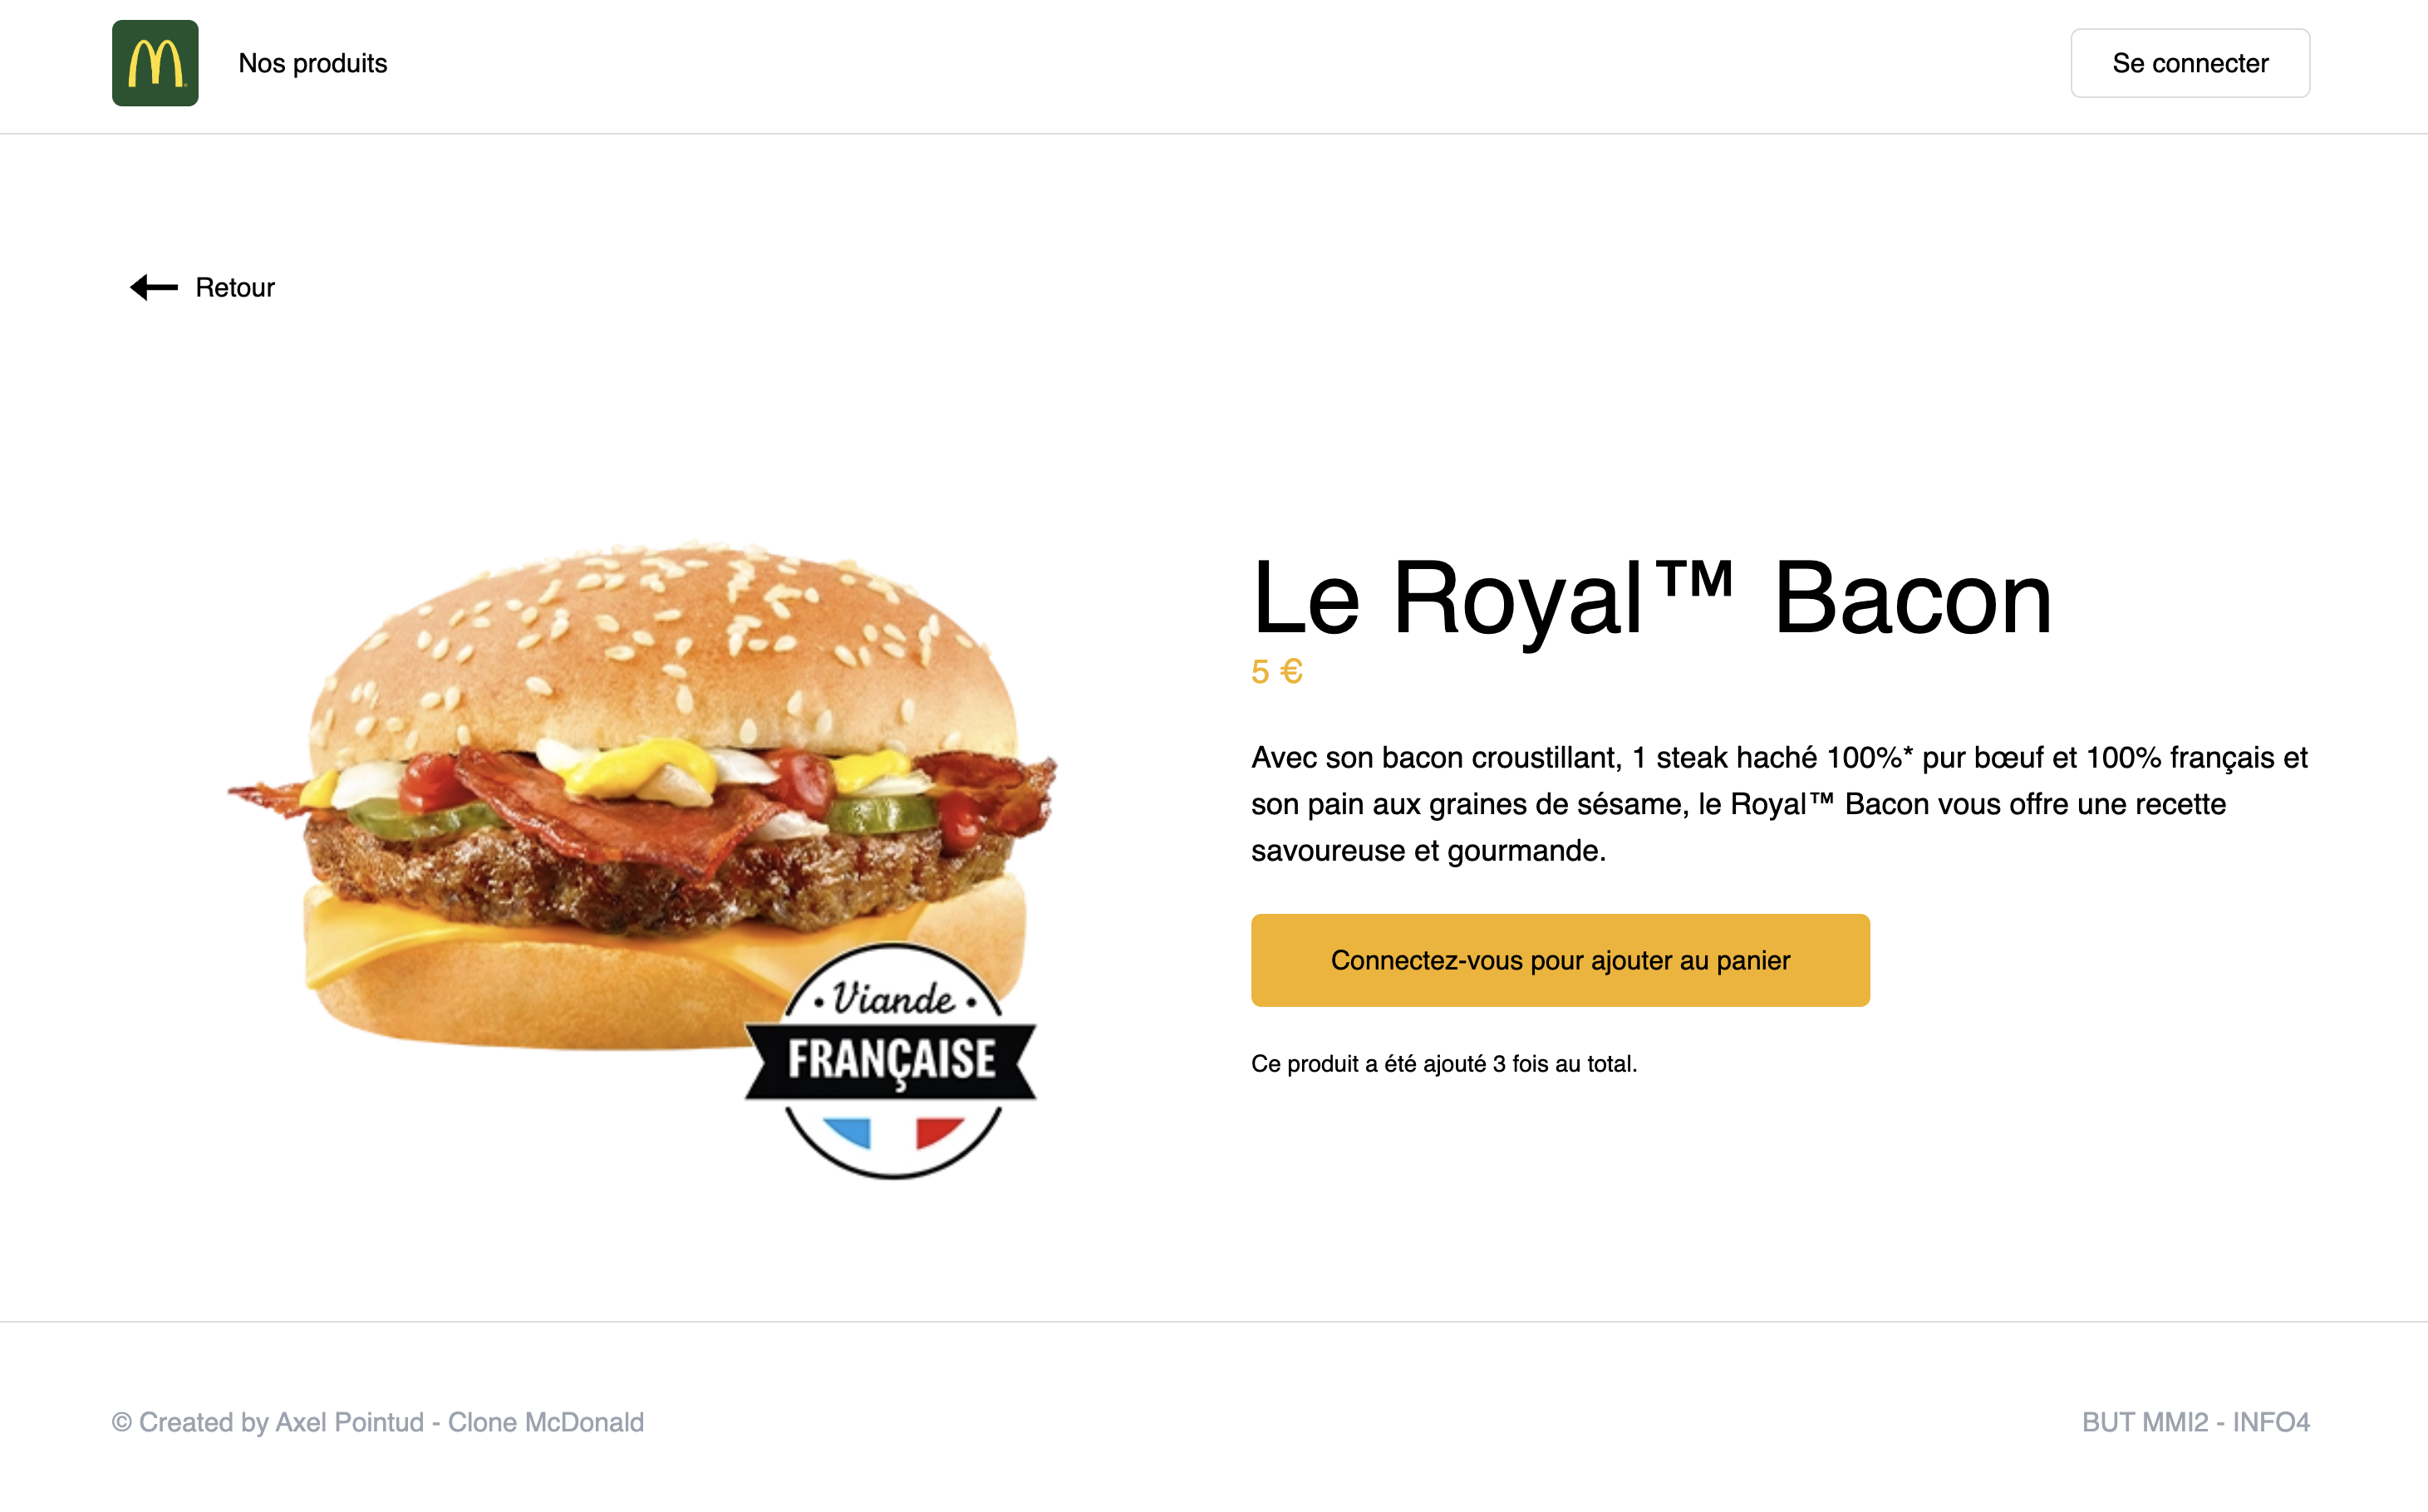 Nos produits
Se connecter
Retour
Le Royal™ Bacon
5 €
Avec son bacon croustillant, 1 steak haché 100%* pur bœuf et 100% français et
son pain aux graines de sésame, le Royal™ Bacon vous offre une recette
savoureuse et gourmande.
Connectez-vous pour ajouter au panier
Ce produit a été ajouté 3 fois au total.
• Viande •
FRANÇAISE
© Created by Axel Pointud - Clone McDonald
BUT MMI2 - INFO4